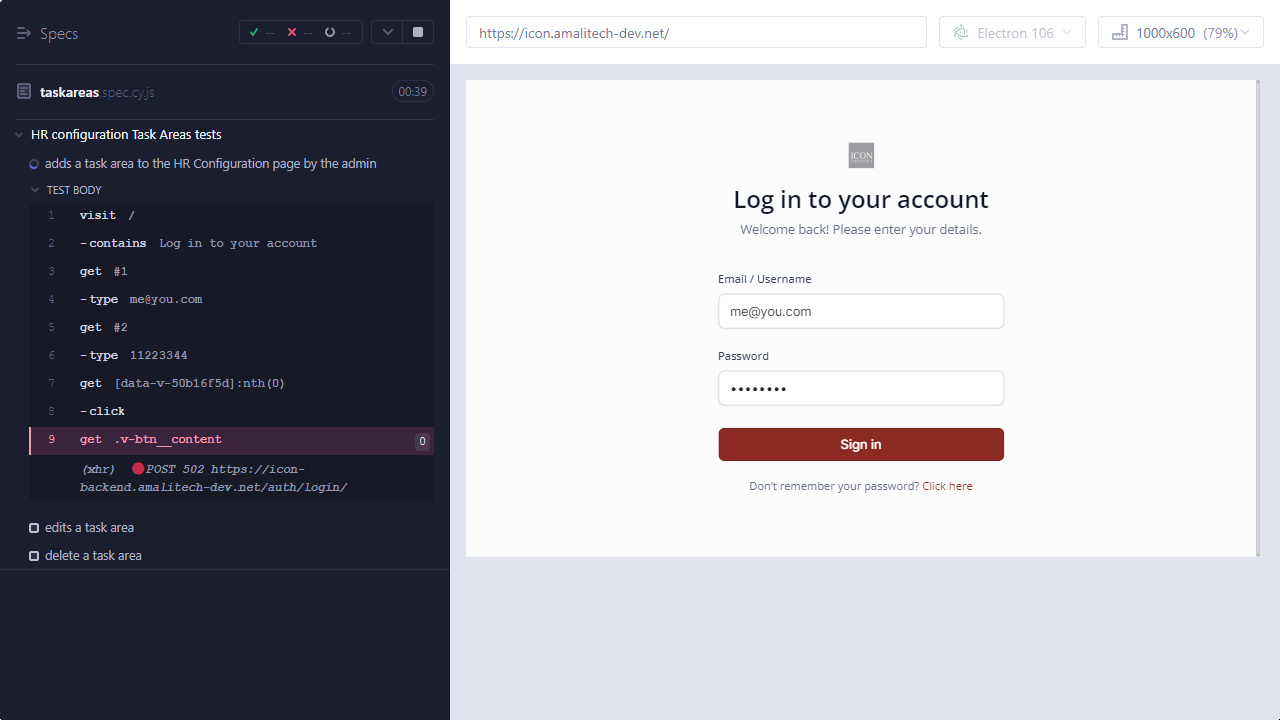 Specs
-- -- --
taskareas.spec.cy.js
00:39
HR configuration Task Areas tests
adds a task area to the HR Configuration page by the admin
TEST BODY
1 visit /
2 -contains Log in to your account
3 get #1
4 -type me@you.com
5 get #2
6 -type 11223344
7 get [data-v-50b16f5d]:nth(0)
8 -click
9 get .v-btn__content 0
(xhr) POST 502 https://icon-
backend.amalitech-dev.net/auth/login/
edits a task area
delete a task area
https://icon.amalitech-dev.net/
Electron 106
1000x600 (79%)
ICON
Log in to your account
Welcome back! Please enter your details.
Email / Username
me@you.com
Password
••••••••
Sign in
Don't remember your password? Click here